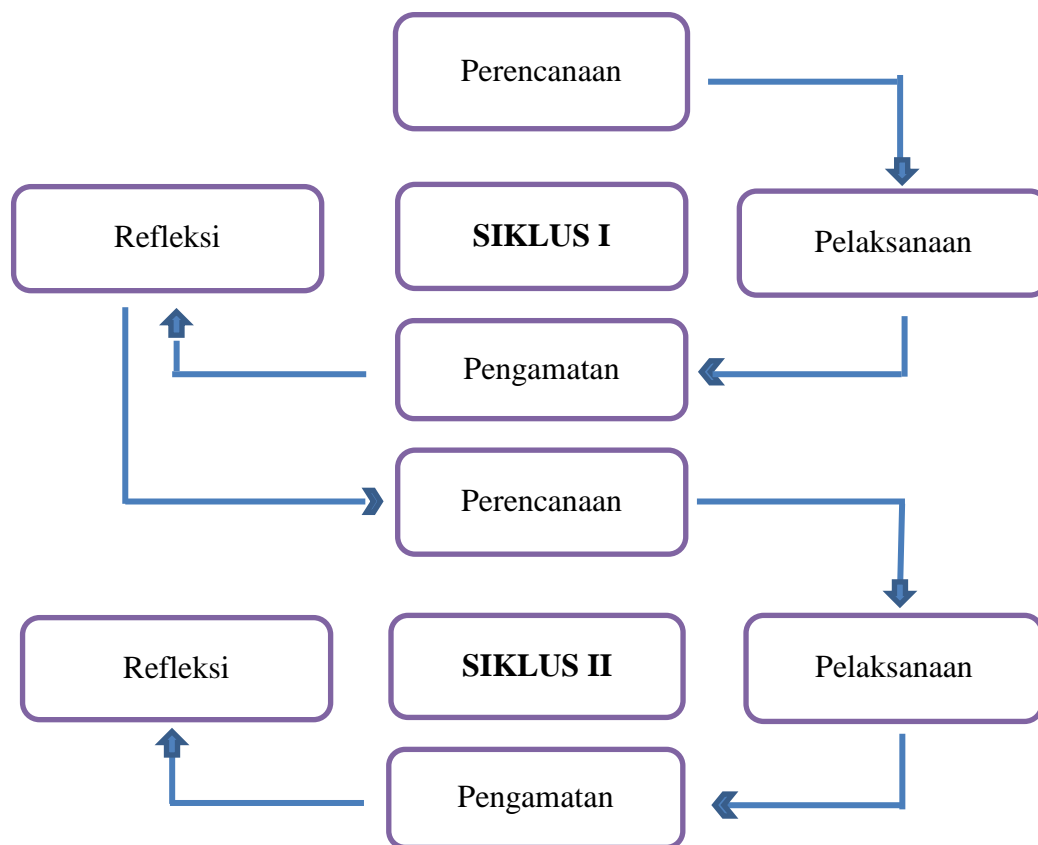 Perencanaan
Refleksi
SIKLUS I
Pelaksanaan
Pengamatan
Perencanaan
Refleksi
SIKLUS II
Pelaksanaan
Pengamatan